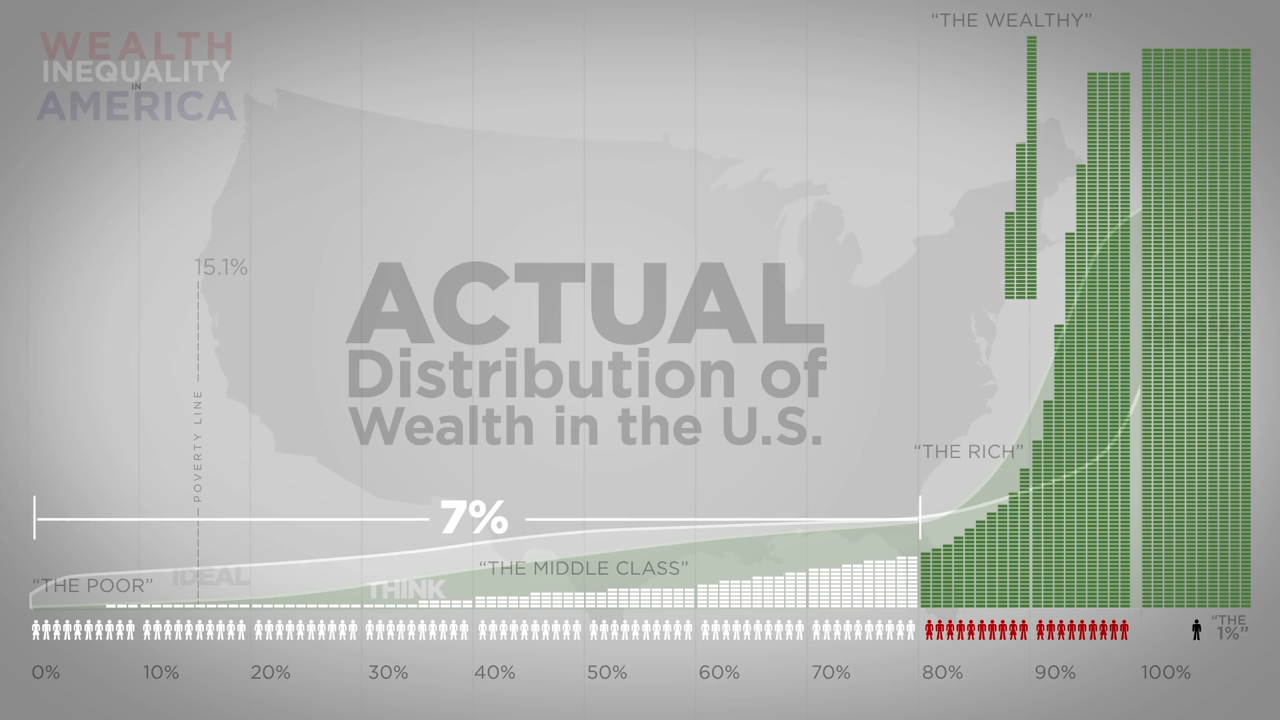 WEALTH
INEQUALITY
IN
AMERICA
“THE WEALTHY”
15.1%
POVERTY LINE
ACTUAL
Distribution of
Wealth in the U.S.
“THE RICH”
7%
“THE POOR”
IDEAL
THINK
“THE MIDDLE CLASS”
“THE
1%”
0% 10% 20% 30% 40% 50% 60% 70% 80% 90% 100%